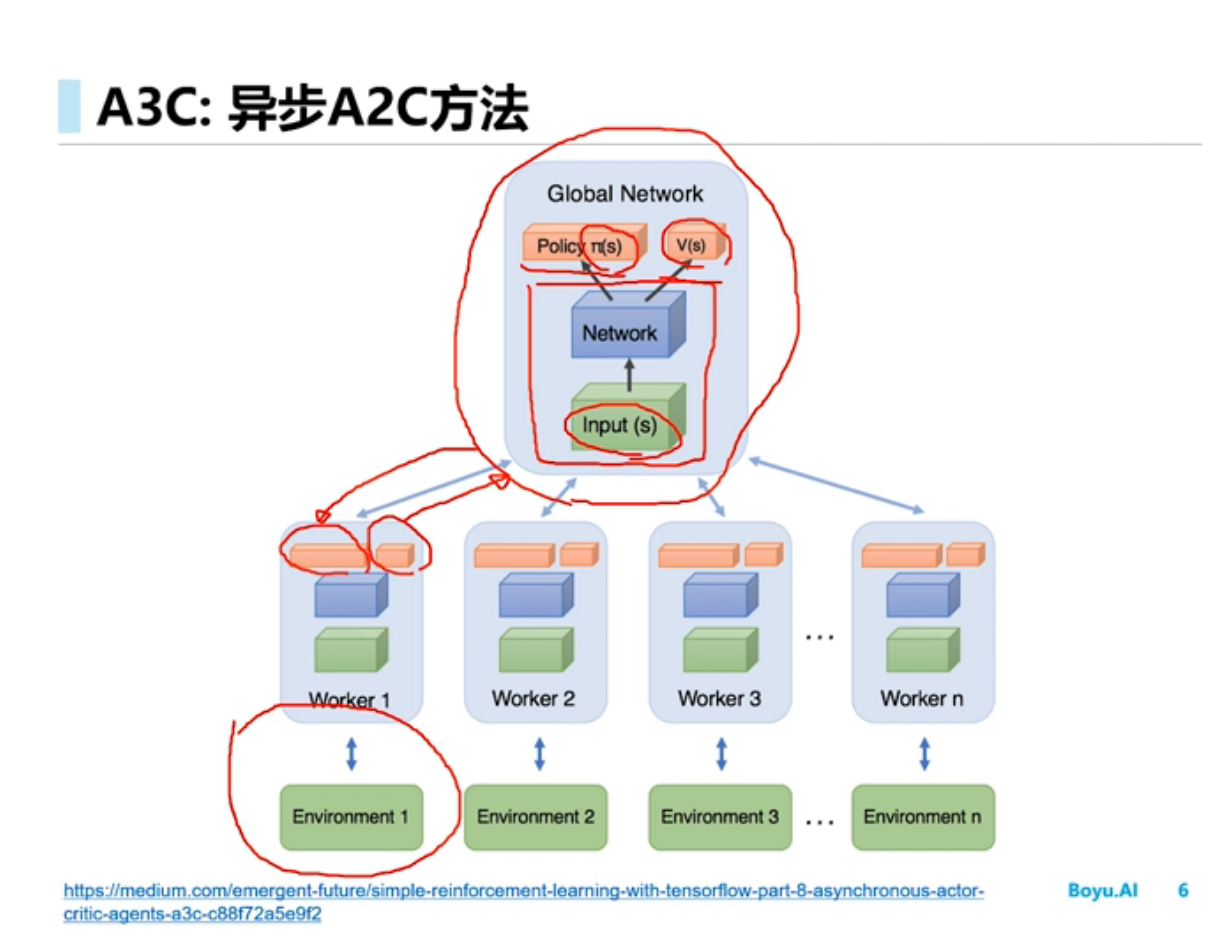 A3C: 异步A2C方法
Global Network
Policy π(s)
V(s)
Network
Input (s)
Worker 1
Worker 2
Worker 3
...
Worker n
Environment 1
Environment 2
Environment 3
...
Environment n
https://medium.com/emergent-future/simple-reinforcement-learning-with-tensorflow-part-8-asynchronous-actor-
critic-agents-a3c-c88f72a5e9f2
Boyu.AI
6